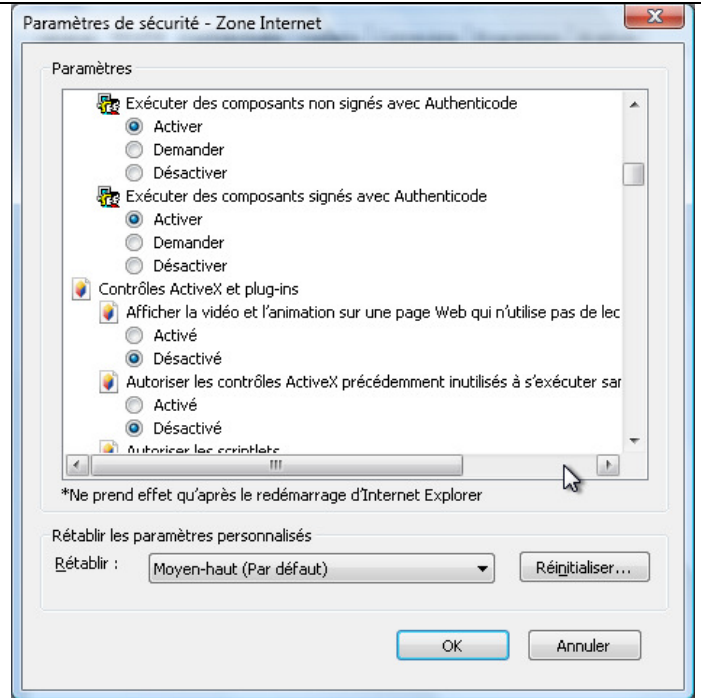 Paramètres de sécurité - Zone Internet
Paramètres
Exécuter des composants non signés avec Authenticode
Activer
Demander
Désactiver
Exécuter des composants signés avec Authenticode
Activer
Demander
Désactiver
Contrôles ActiveX et plug-ins
Afficher la vidéo et l'animation sur une page Web qui n'utilise pas de lec
Activé
Désactivé
Autoriser les contrôles ActiveX précédemment inutilisés à s'exécuter sar
Activé
Désactivé
Autoriser les scriptlets
*Ne prend effet qu'après le redémarrage d'Internet Explorer
Rétablir les paramètres personnalisés
Rétablir :
Moyen-haut (Par défaut)
Réinitialiser...
OK
Annuler